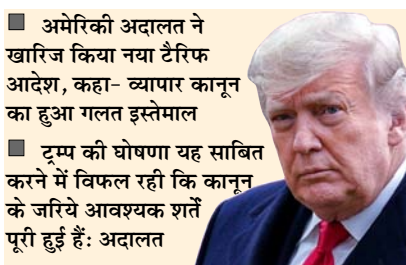 अमेरिकी अदालत ने
खारिज किया नया टैरिफ
आदेश, कहा- व्यापार कानून
का हुआ गलत इस्तेमाल
ट्रम्प की घोषणा यह साबित
करने में विफल रही कि कानून
के जरिये आवश्यक शर्तें
पूरी हुई हैं: अदालत